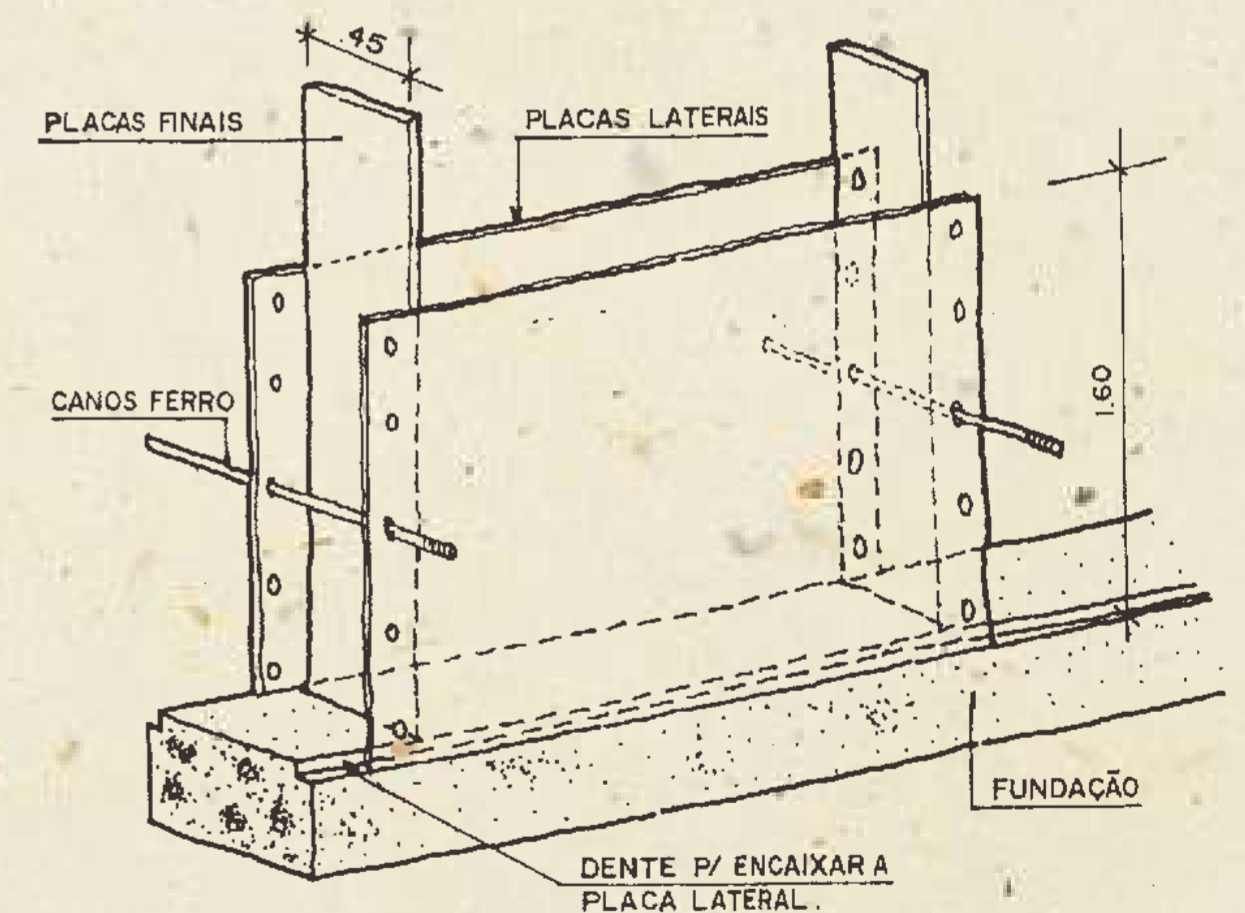 .45
PLACAS FINAIS
PLACAS LATERAIS
CANOS FERRO
1.60
FUNDAÇÃO
DENTE P/ ENCAIXAR A
PLACA LATERAL.